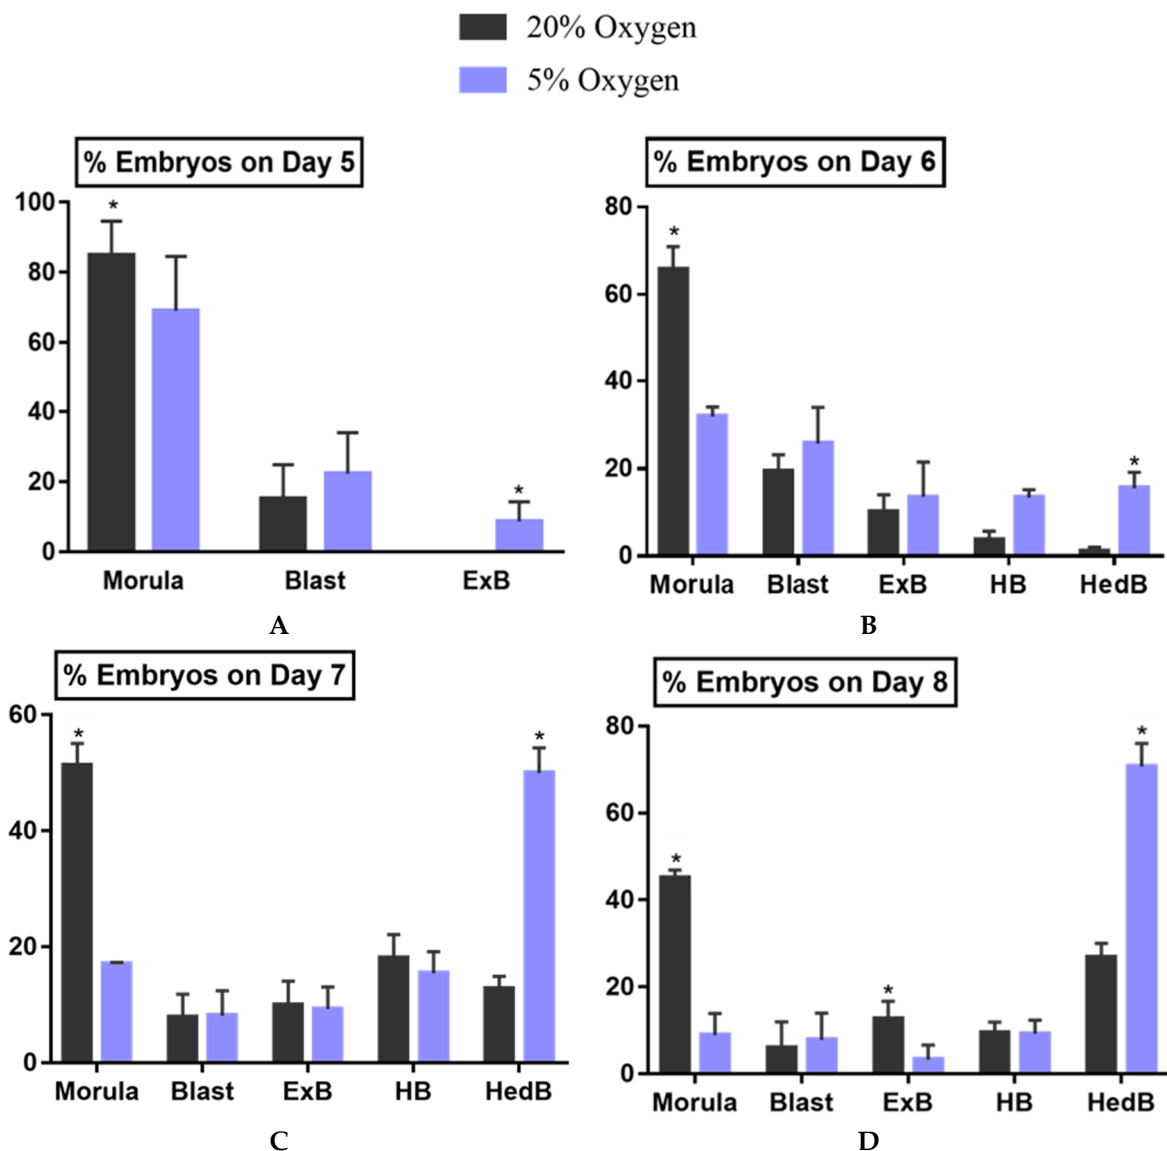 20% Oxygen
5% Oxygen
% Embryos on Day 5
100
80
60
40
20
0
*
*
Morula Blast ExB
A
% Embryos on Day 6
80
60
40
20
0
*
*
Morula Blast ExB HB HedB
B
% Embryos on Day 7
60
40
20
0
*
*
Morula Blast ExB HB HedB
C
% Embryos on Day 8
80
60
40
20
0
*
*
*
Morula Blast ExB HB HedB
D